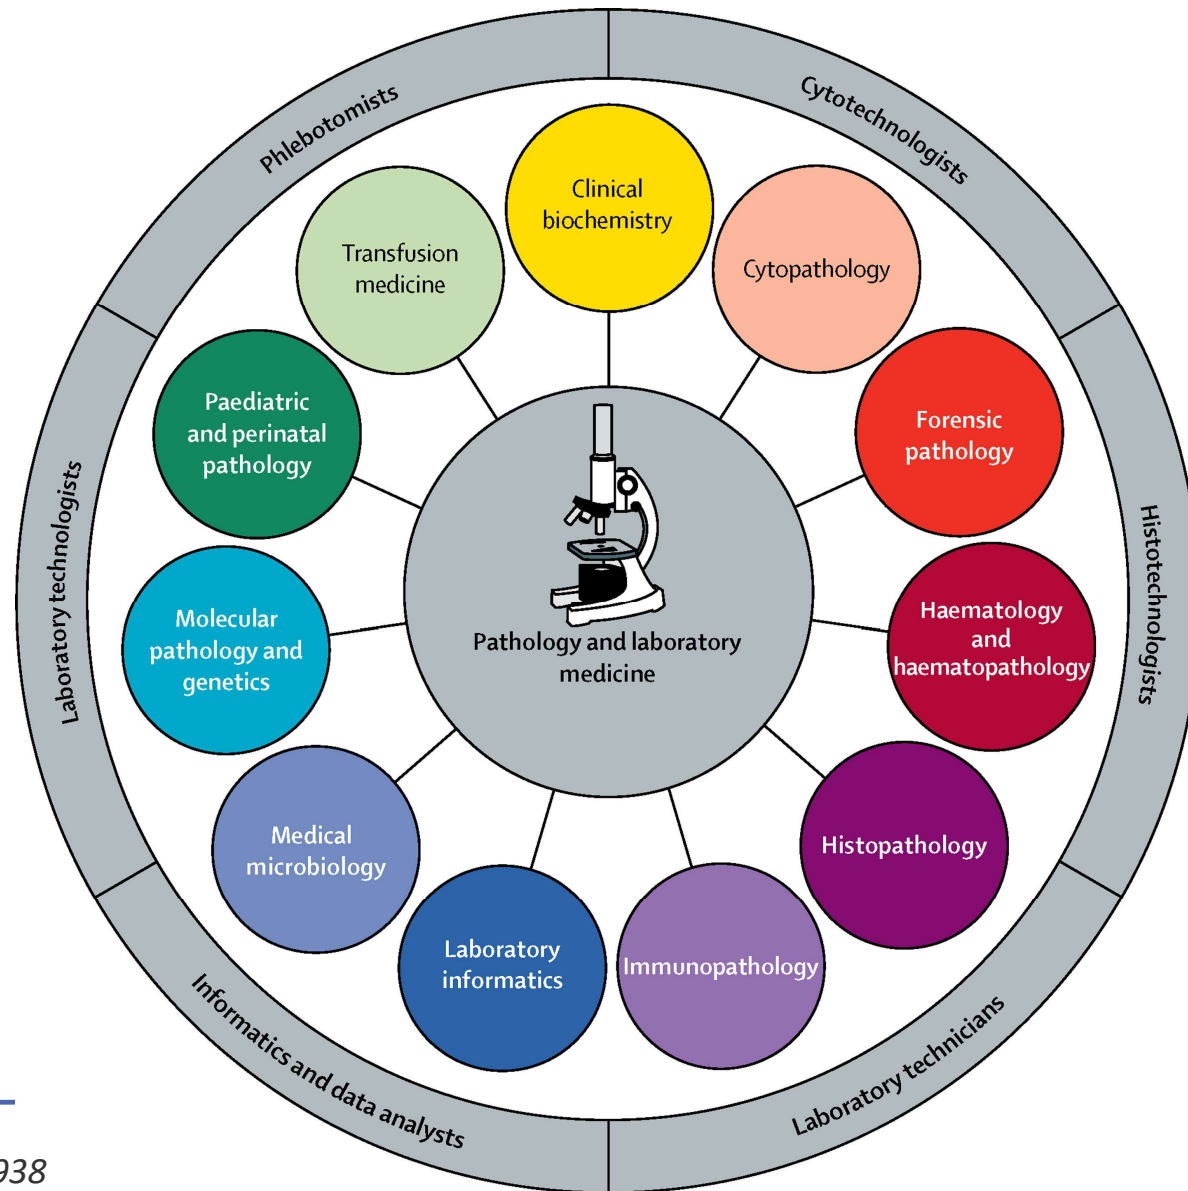 Phlebotomists
Cytotechnologists
Clinical
biochemistry
Transfusion
medicine
Cytopathology
Paediatric
and perinatal
pathology
Forensic
pathology
Laboratory technologists
Histotechnologists
Molecular
pathology and
genetics
Pathology and laboratory
medicine
Haematology
and
haematopathology
Medical
microbiology
Histopathology
Laboratory
informatics
Immunopathology
Informatics and data analysts
Laboratory technicians
938